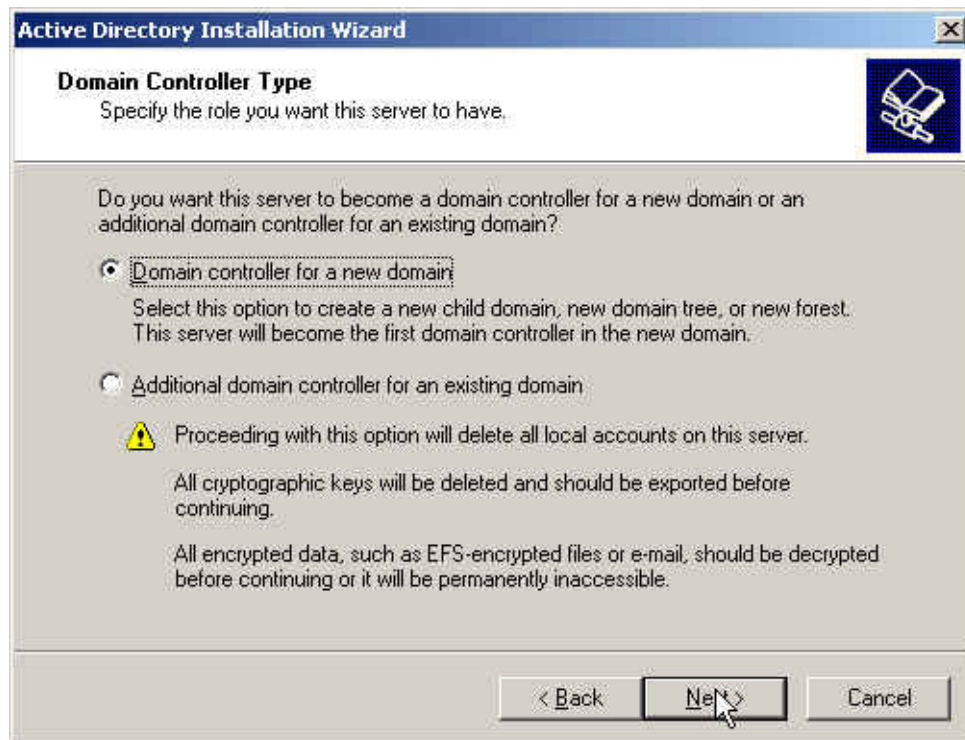 Active Directory Installation Wizard
Domain Controller Type
Specify the role you want this server to have.
Do you want this server to become a domain controller for a new domain or an
additional domain controller for an existing domain?
Domain controller for a new domain
Select this option to create a new child domain, new domain tree, or new forest.
This server will become the first domain controller in the new domain.
Additional domain controller for an existing domain
Proceeding with this option will delete all local accounts on this server.
All cryptographic keys will be deleted and should be exported before
continuing.
All encrypted data, such as EFS-encrypted files or e-mail, should be decrypted
before continuing or it will be permanently inaccessible.
< Back
Next >
Cancel